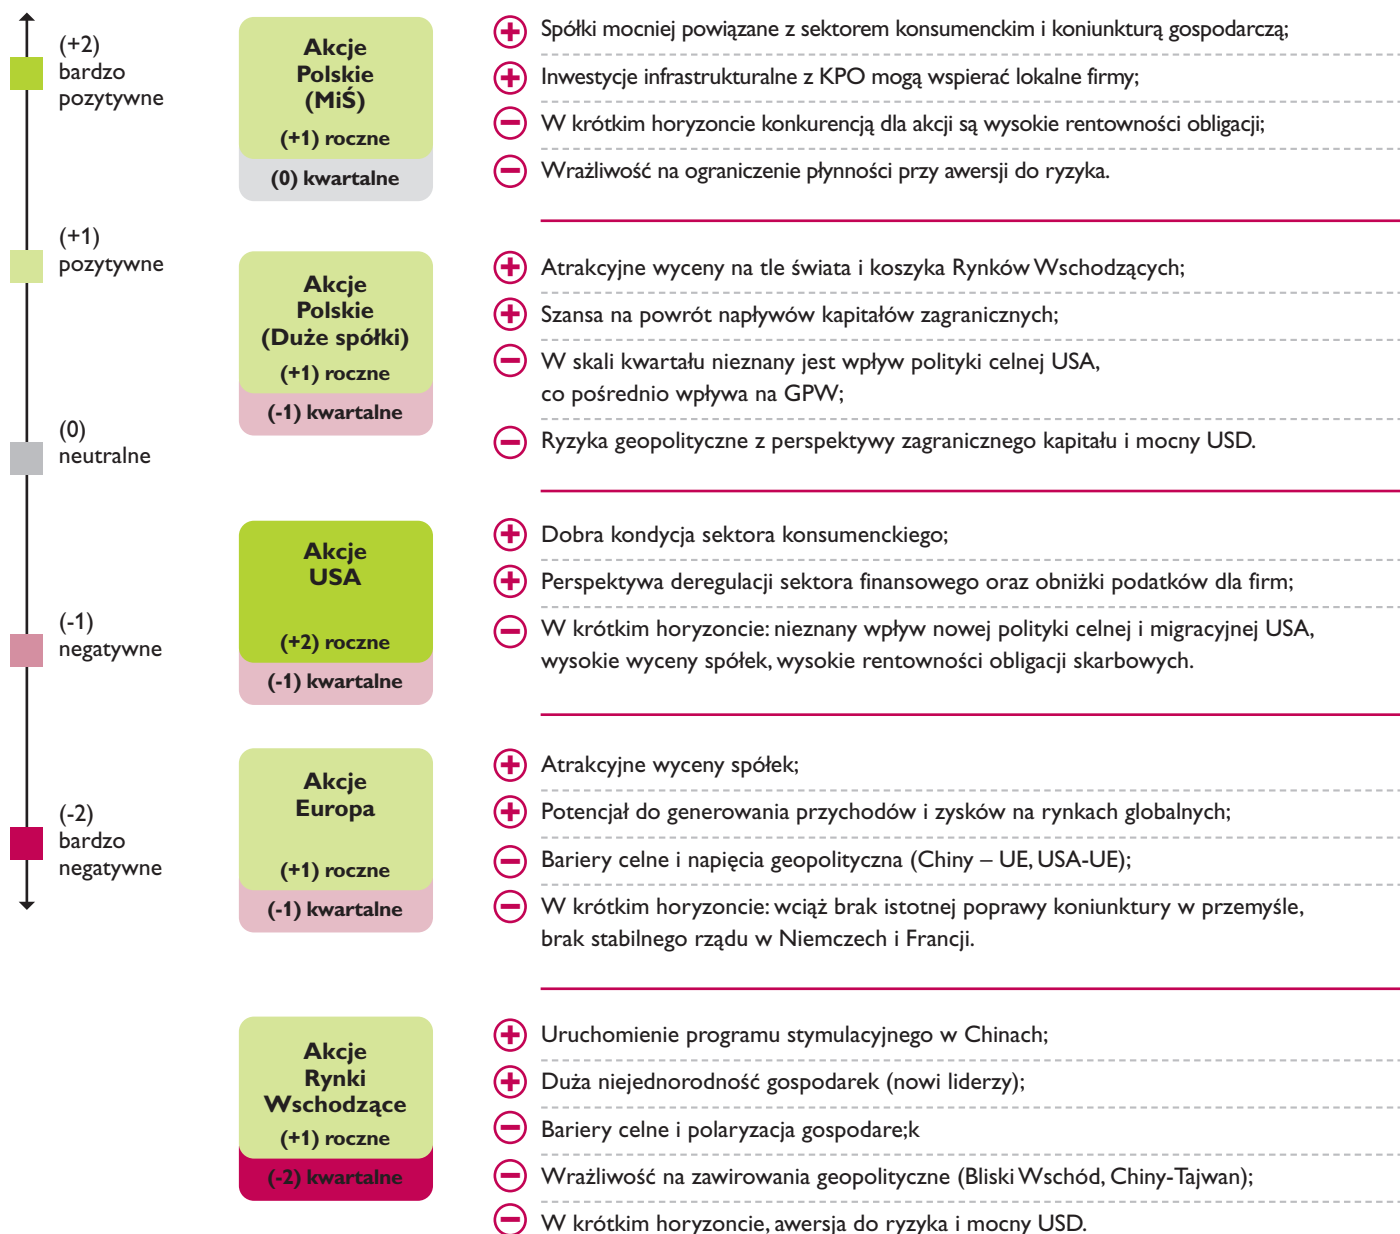 (+2)
bardzo
pozytywne
(+1)
pozytywne
(0)
neutralne
(-1)
negatywne
(-2)
bardzo
negatywne
Akcje
Polskie
(MiŚ)
(+1) roczne
(0) kwartalne
Spółki mocniej powiązane z sektorem konsumenckim i koniunkturą gospodarczą;
Inwestycje infrastrukturalne z KPO mogą wspierać lokalne firmy;
W krótkim horyzoncie konkurencją dla akcji są wysokie rentowności obligacji;
Wrażliwość na ograniczenie płynności przy awersji do ryzyka.
Akcje
Polskie
(Duże spółki)
(+1) roczne
(-1) kwartalne
Atrakcyjne wyceny na tle świata i koszyka Rynków Wschodzących;
Szansa na powrót napływów kapitałów zagranicznych;
W skali kwartału nieznany jest wpływ polityki celnej USA,
co pośrednio wpływa na GPW;
Ryzyka geopolityczne z perspektywy zagranicznego kapitału i mocny USD.
Akcje
USA
(+2) roczne
(-1) kwartalne
Dobra kondycja sektora konsumenckiego;
Perspektywa deregulacji sektora finansowego oraz obniżki podatków dla firm;
W krótkim horyzoncie: nieznany wpływ nowej polityki celnej i migracyjnej USA,
wysokie wyceny spółek, wysokie rentowności obligacji skarbowych.
Akcje
Europa
(+1) roczne
(-1) kwartalne
Atrakcyjne wyceny spółek;
Potencjał do generowania przychodów i zysków na rynkach globalnych;
Bariery celne i napięcia geopolityczna (Chiny – UE, USA-UE);
W krótkim horyzoncie: wciąż brak istotnej poprawy koniunktury w przemyśle,
brak stabilnego rządu w Niemczech i Francji.
Akcje
Rynki
Wschodzące
(+1) roczne
(-2) kwartalne
Uruchomienie programu stymulacyjnego w Chinach;
Duża niejednorodność gospodarek (nowi liderzy);
Bariery celne i polaryzacja gospodare;k
Wrażliwość na zawirowania geopolityczne (Bliski Wschód, Chiny-Tajwan);
W krótkim horyzoncie, awersja do ryzyka i mocny USD.